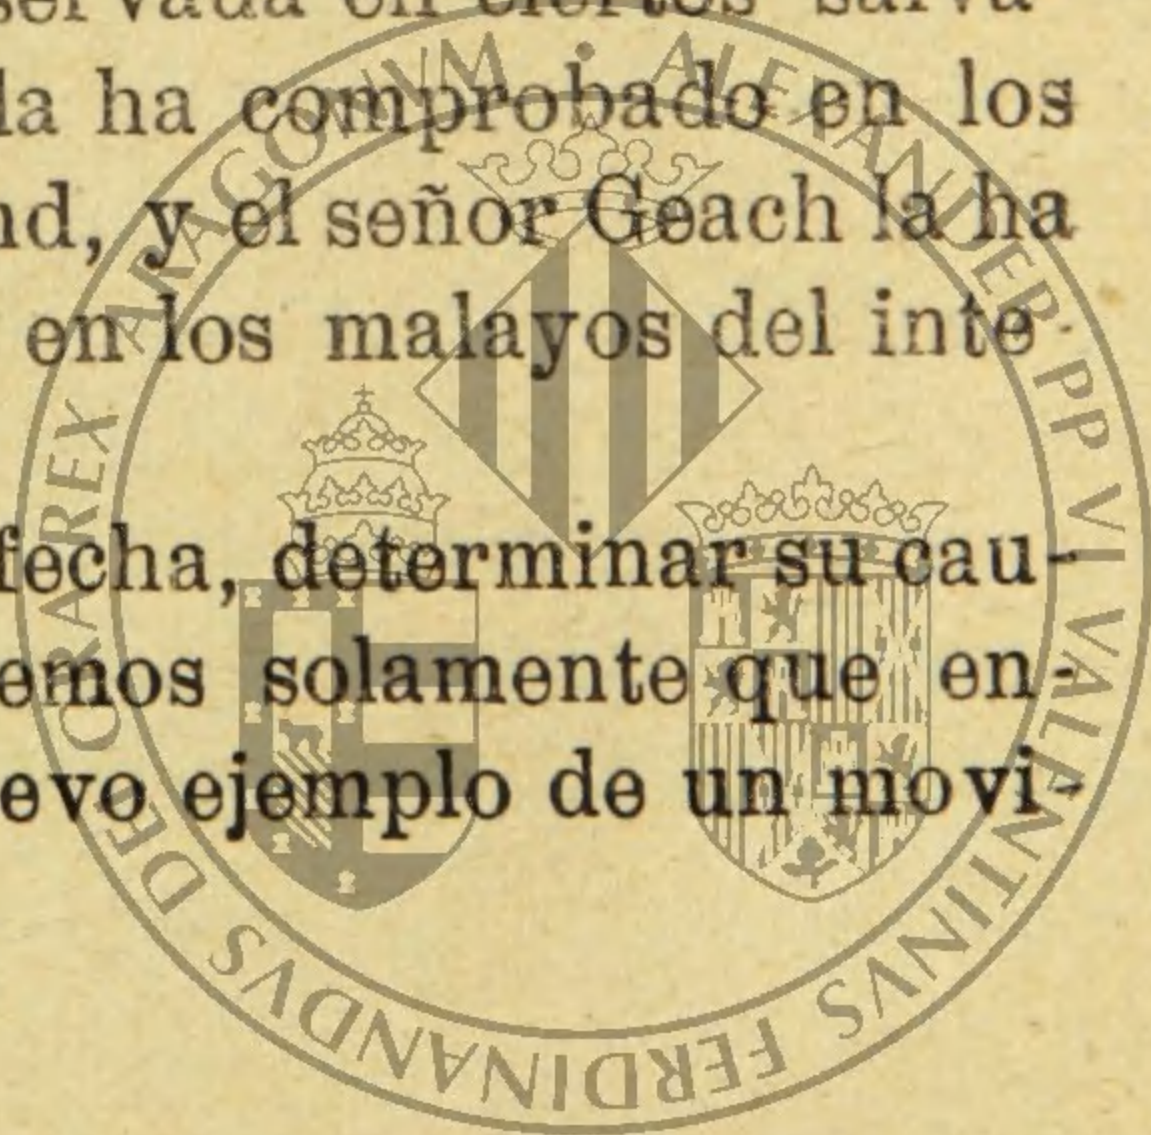 servada en ciertos salva-
la ha comprobado en los
nd, y el señor Geach la ha
en los malayos del inte-
fecha, determinar su cau-
emos solamente que en-
evo ejemplo de un movi-
ALEXANDER PP VI VALENTINVS FERDINANDVS DE ORA REX ARAGONVM